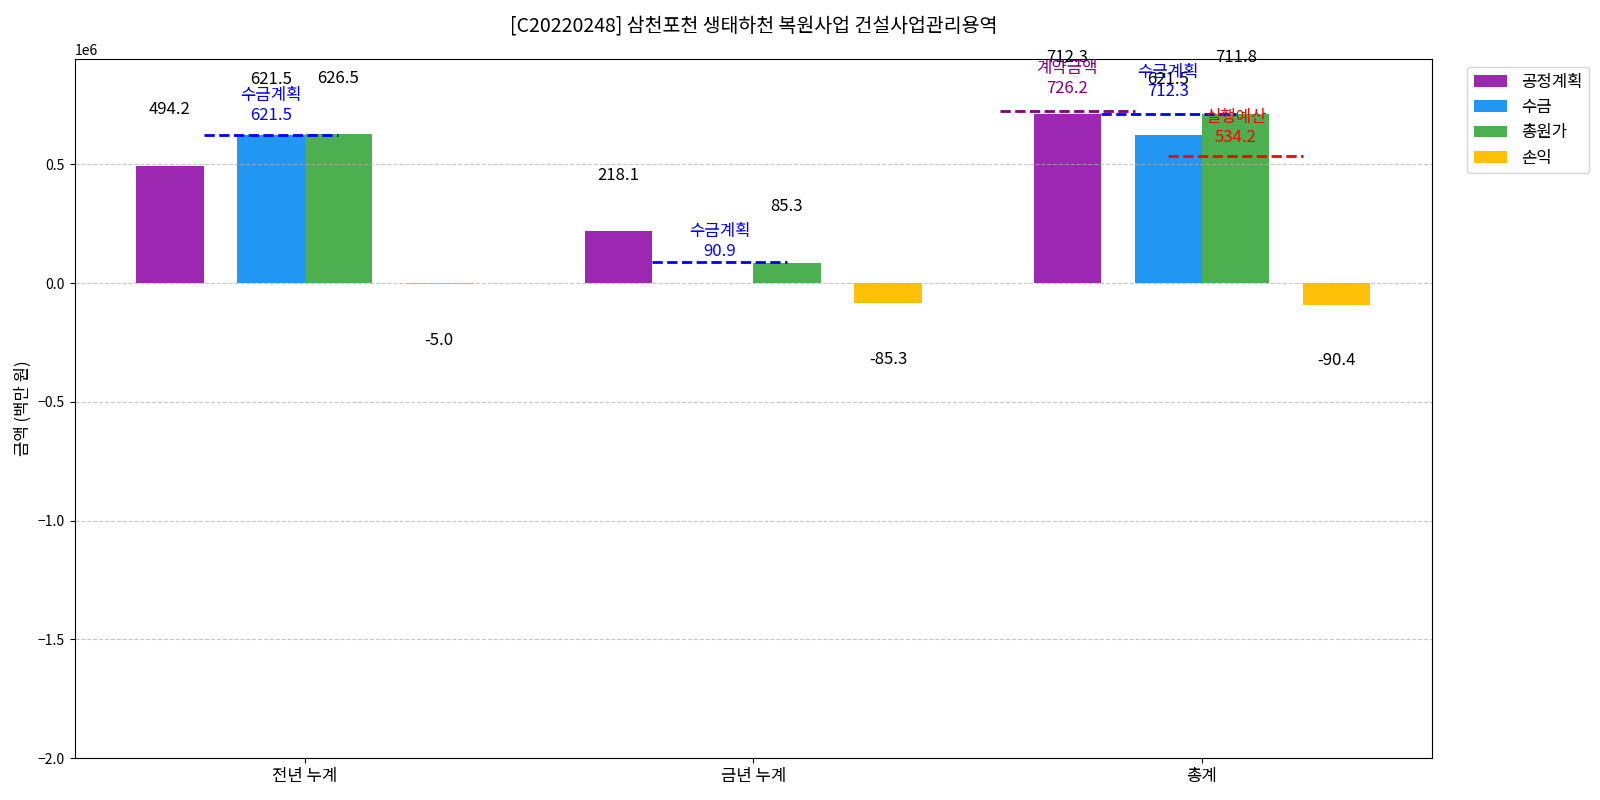 [C20220248] 삼천포천 생태하천 복원사업 건설사업관리용역
1e6
금액 (백만 원)
0.5
0.0
−0.5
−1.0
−1.5
−2.0
494.2
621.5
626.5
수금계획
621.5
-5.0
218.1
85.3
수금계획
90.9
-85.3
712.3
계약금액
726.2
수금계획
621.5
712.3
711.8
실행예산
534.2
-90.4
전년 누계
금년 누계
총계
공정계획
수금
총원가
손익